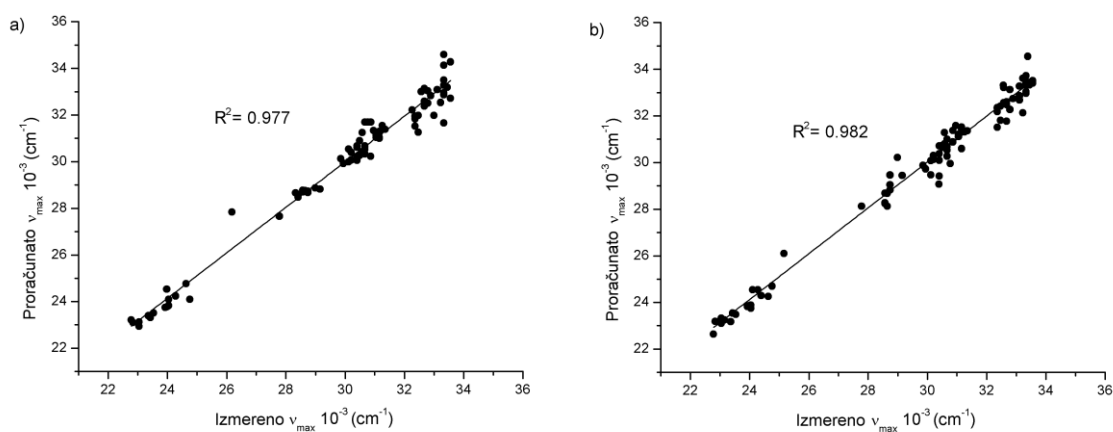 a)
36
34
32
30
28
26
24
22
Proračunato ν_max 10⁻³ (cm⁻¹)
R²= 0.977
22 24 26 28 30 32 34 36
Izmereno ν_max 10⁻³ (cm⁻¹)
b)
36
34
32
30
28
26
24
22
Proračunato ν_max 10⁻³ (cm⁻¹)
R²= 0.982
22 24 26 28 30 32 34 36
Izmereno ν_max 10⁻³ (cm⁻¹)